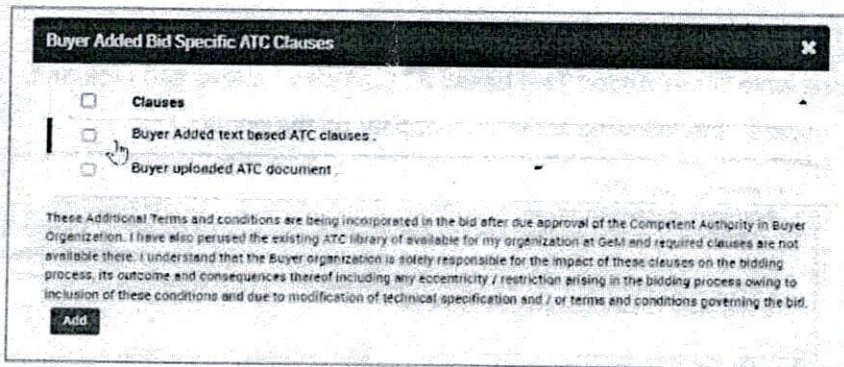 Buyer Added Bid Specific ATC Clauses ✖
Clauses
Buyer Added text based ATC clauses .
Buyer uploaded ATC document .
These Additional Terms and conditions are being incorporated in the bid after due approval of the Competent Authority in Buyer
Organization. I have also perused the existing ATC library of available for my organization at GeM and required clauses are not
available there. I understand that the Buyer organization is solely responsible for the impact of these clauses on the bidding
process, its outcome and consequences thereof including any eccentricity / restriction arising in the bidding process owing to
inclusion of these conditions and due to modification of technical specification and / or terms and conditions governing the bid.
Add